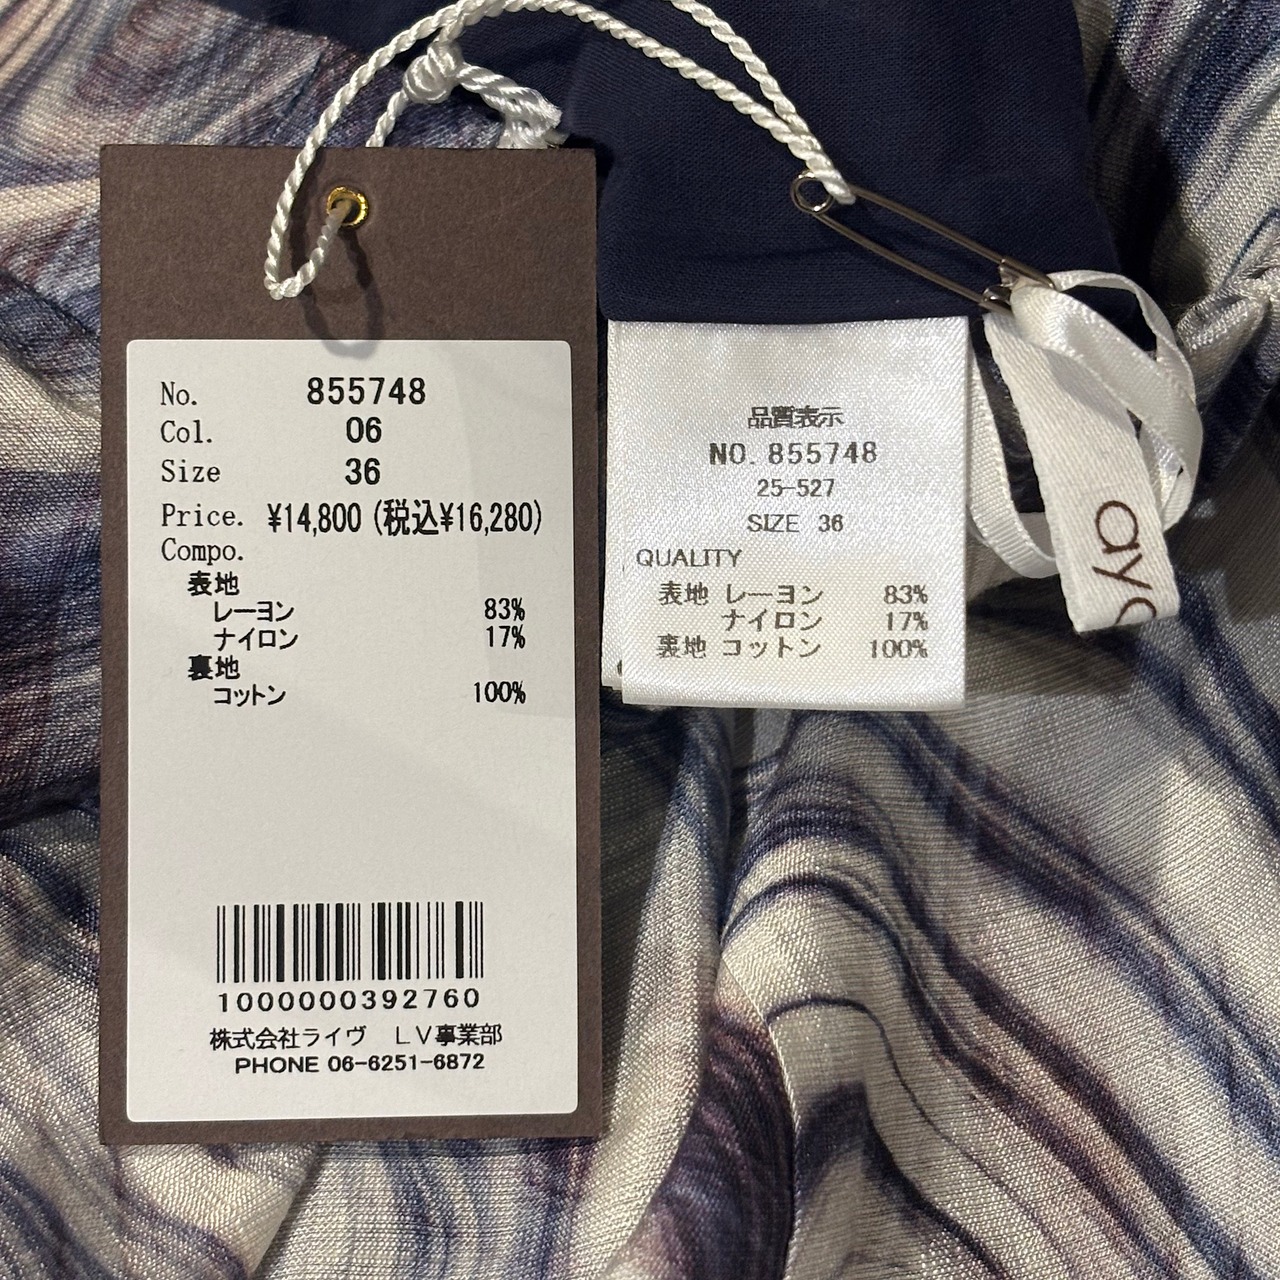 No. 855748
Col. 06
Size 36
Price. ¥14,800 (税込¥16,280)
Compo.
表地
レーヨン 83%
ナイロン 17%
裏地
コットン 100%
1000000392760
株式会社ライヴ LV事業部
PHONE 06-6251-6872
品質表示
NO. 855748
25-527
SIZE 36
QUALITY
表地 レーヨン 83%
ナイロン 17%
裏地 コットン 100%